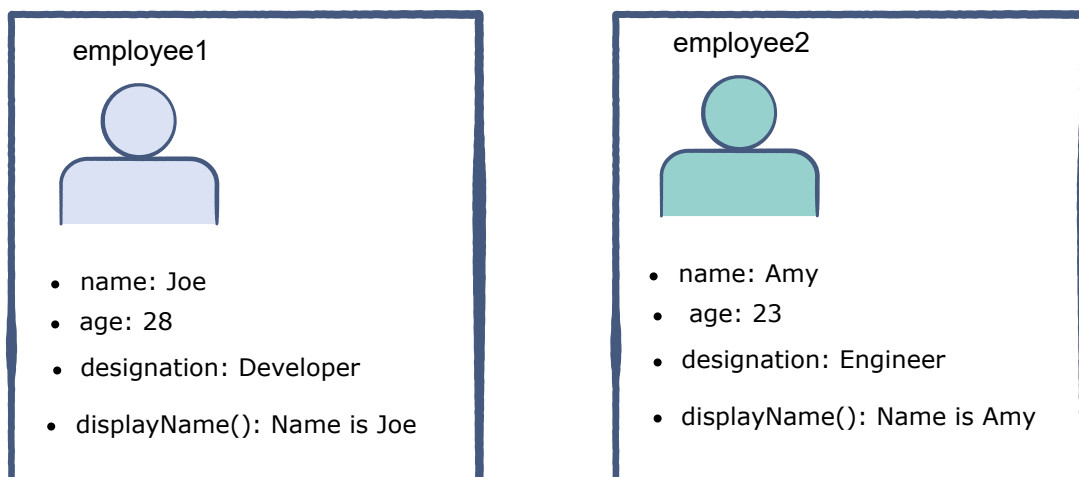 employee1
name: Joe
age: 28
designation: Developer
displayName(): Name is Joe
employee2
name: Amy
age: 23
designation: Engineer
displayName(): Name is Amy